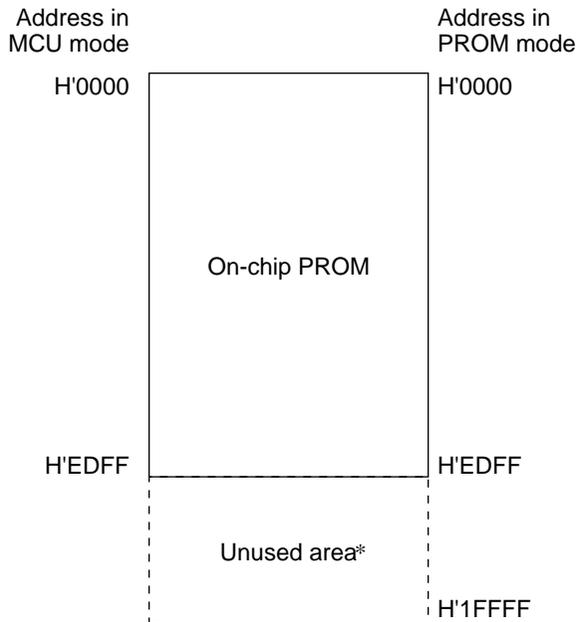 Address in
MCU mode
Address in
PROM mode
H'0000
H'0000
On-chip PROM
H'EDFF
H'EDFF
Unused area*
H'1FFFF